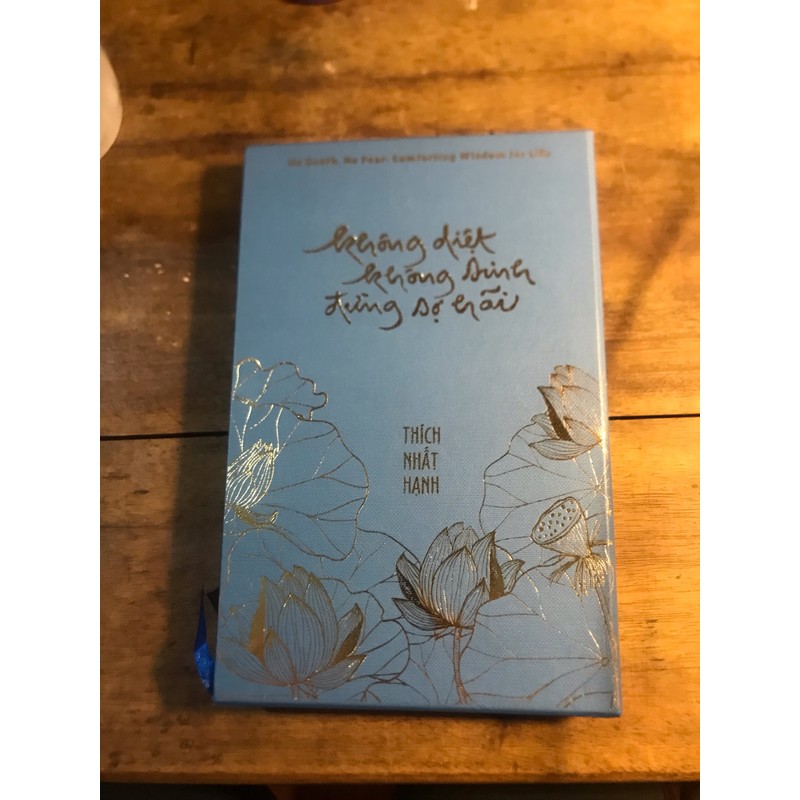 No Death, No Fear: Comforting Wisdom for Life
không diệt
không sinh
đừng sợ hãi
THÍCH
NHẤT
HẠNH